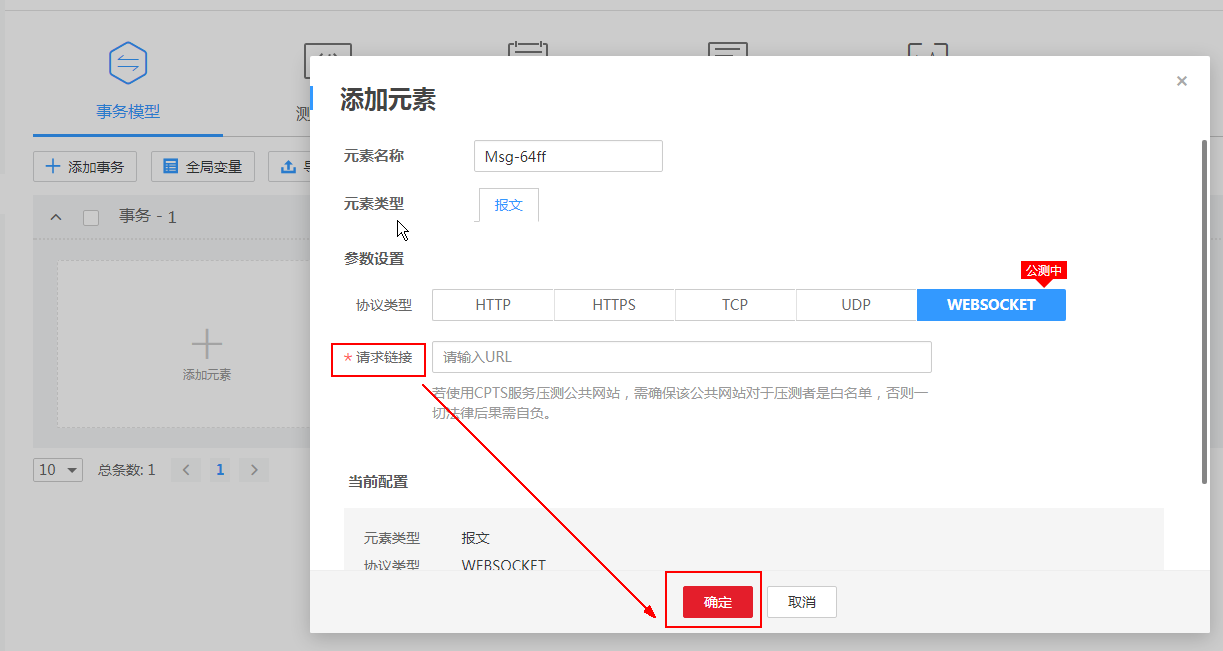 事务模型
测
添加事务
全局变量
事务 - 1
添加元素
10
总条数: 1
1
添加元素
×
元素名称
Msg-64ff
元素类型
报文
参数设置
公测中
协议类型
HTTP
HTTPS
TCP
UDP
WEBSOCKET
* 请求链接
请输入URL
若使用CPTS服务压测公共网站，需确保该公共网站对于压测者是白名单，否则一
切法律后果需自负。
当前配置
元素类型
报文
协议类型
WEBSOCKET
确定
取消